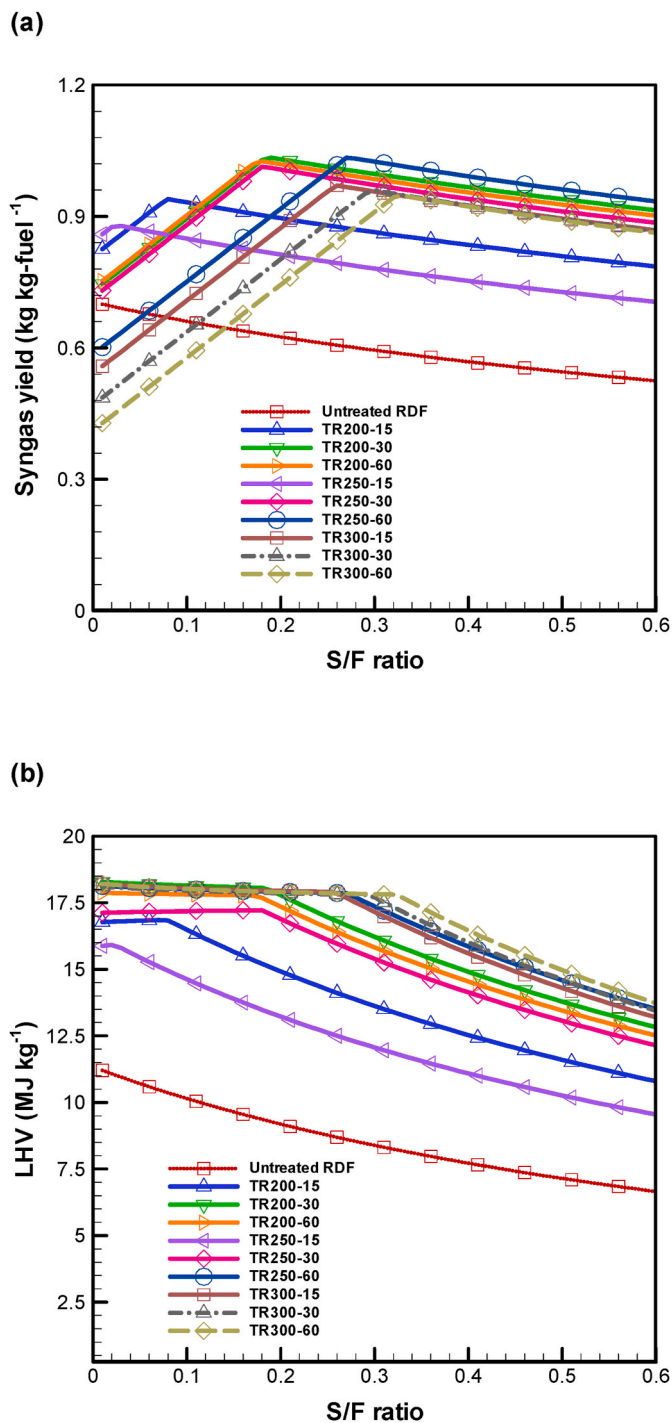 (a)
1.2
0.9
0.6
0.3
0
Syngas yield (kg kg-fuel⁻¹)
Untreated RDF
TR200-15
TR200-30
TR200-60
TR250-15
TR250-30
TR250-60
TR300-15
TR300-30
TR300-60
0 0.1 0.2 0.3 0.4 0.5 0.6
S/F ratio
(b)
20
17.5
15
12.5
10
7.5
5
2.5
LHV (MJ kg⁻¹)
Untreated RDF
TR200-15
TR200-30
TR200-60
TR250-15
TR250-30
TR250-60
TR300-15
TR300-30
TR300-60
0 0.1 0.2 0.3 0.4 0.5 0.6
S/F ratio